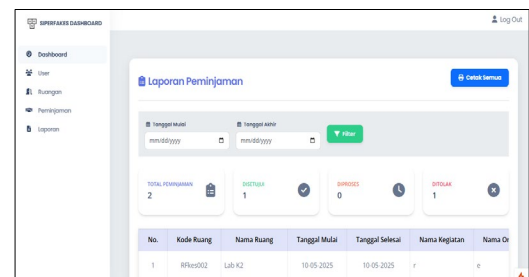 SIPERFAKES DASHBOARD
Log Out
Dashboard
User
Ruangan
Peminjaman
Laporan
Laporan Peminjaman
Cetak Semua
Tanggal Mulai
Tanggal Akhir
mm/dd/yyyy
mm/dd/yyyy
Filter
TOTAL PEMINJAMAN
2
DISETUJUI
1
DIPROSES
0
DITOLAK
1
No. Kode Ruang Nama Ruang Tanggal Mulai Tanggal Selesai Nama Kegiatan Nama Or
1 RFkes002 Lab K2 10-05-2025 10-05-2025 r e